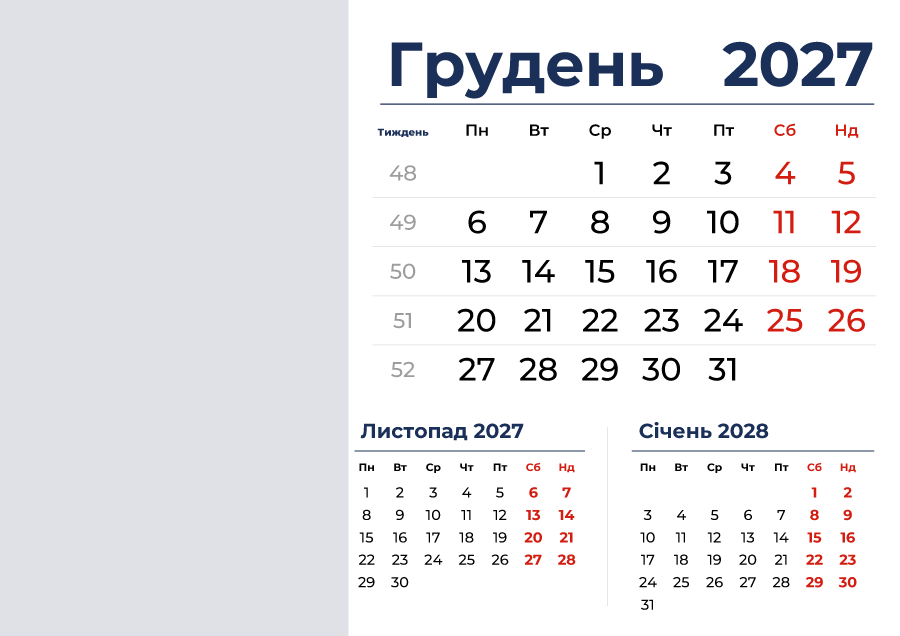 Грудень 2027
Тиждень Пн Вт Ср Чт Пт Сб Нд
48 1 2 3 4 5
49 6 7 8 9 10 11 12
50 13 14 15 16 17 18 19
51 20 21 22 23 24 25 26
52 27 28 29 30 31
Листопад 2027
Пн Вт Ср Чт Пт Сб Нд
1 2 3 4 5 6 7
8 9 10 11 12 13 14
15 16 17 18 19 20 21
22 23 24 25 26 27 28
29 30
Січень 2028
Пн Вт Ср Чт Пт Сб Нд
1 2
3 4 5 6 7 8 9
10 11 12 13 14 15 16
17 18 19 20 21 22 23
24 25 26 27 28 29 30
31